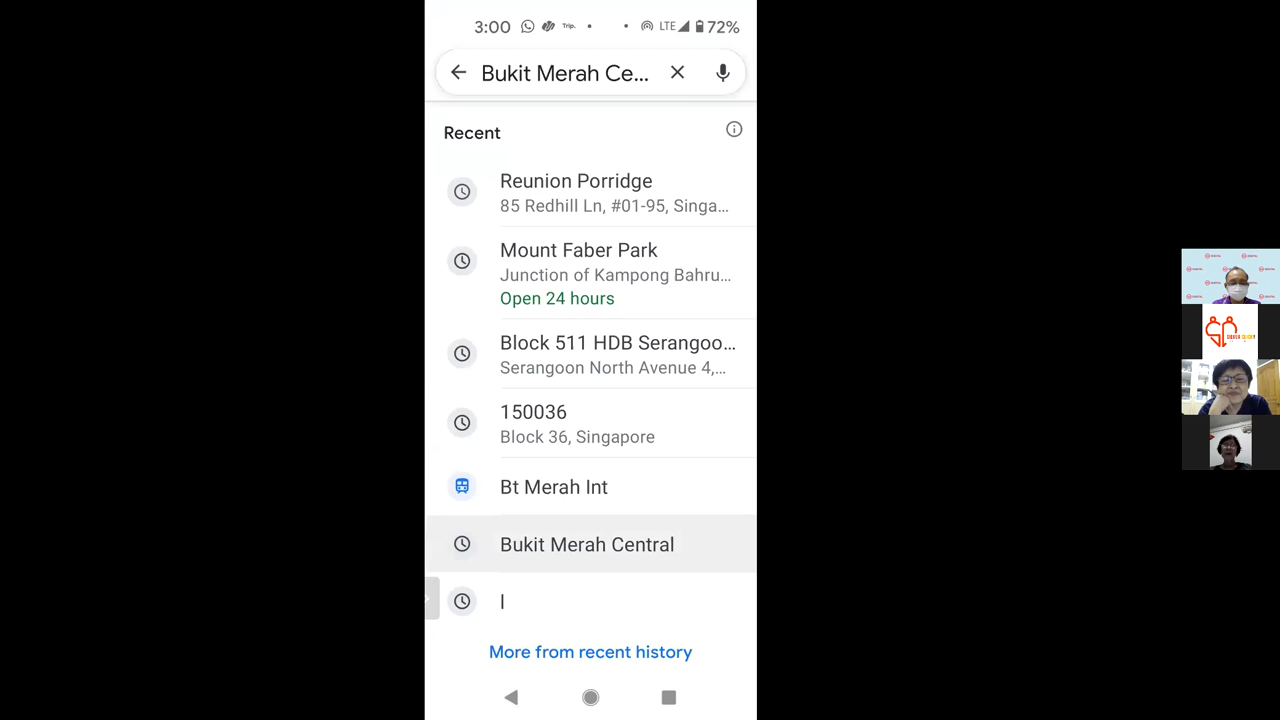 3:00 Trip. LTE 72%
Bukit Merah Ce...
Recent
Reunion Porridge
85 Redhill Ln, #01-95, Singa...
Mount Faber Park
Junction of Kampong Bahru...
Open 24 hours
Block 511 HDB Serangoo...
Serangoon North Avenue 4,...
150036
Block 36, Singapore
Bt Merah Int
Bukit Merah Central
l
More from recent history